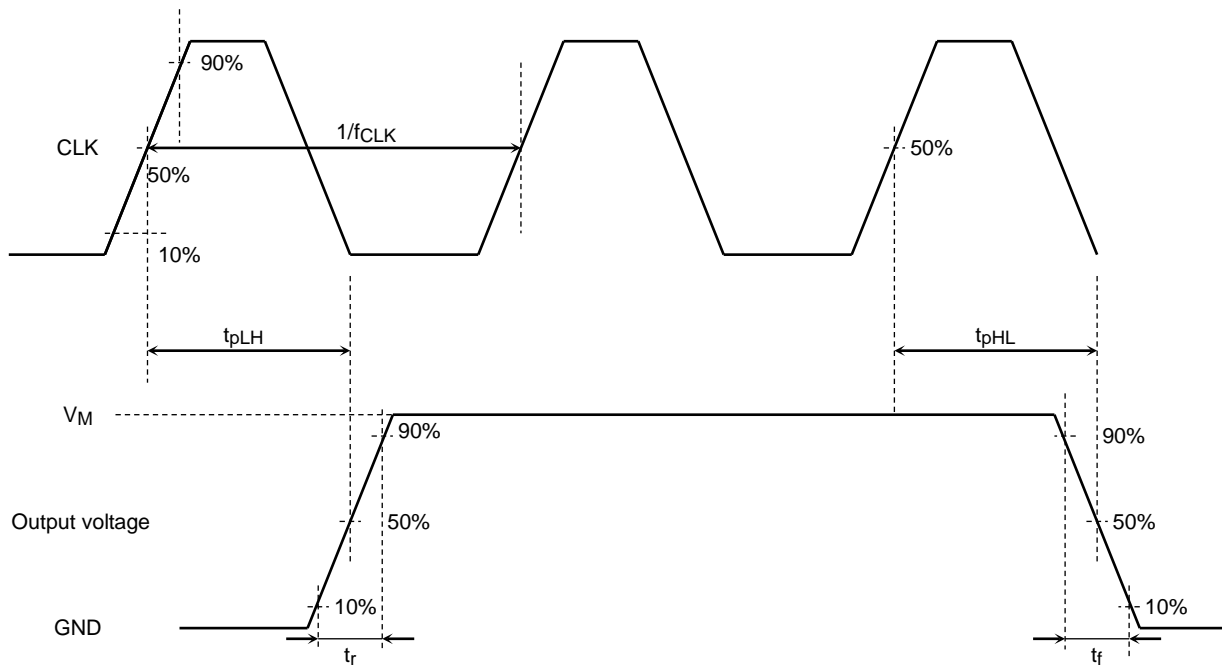 90%
1/fCLK
CLK
50%
50%
10%
tpLH
tpHL
VM
90%
90%
Output voltage
50%
50%
10%
10%
GND
tr
tf